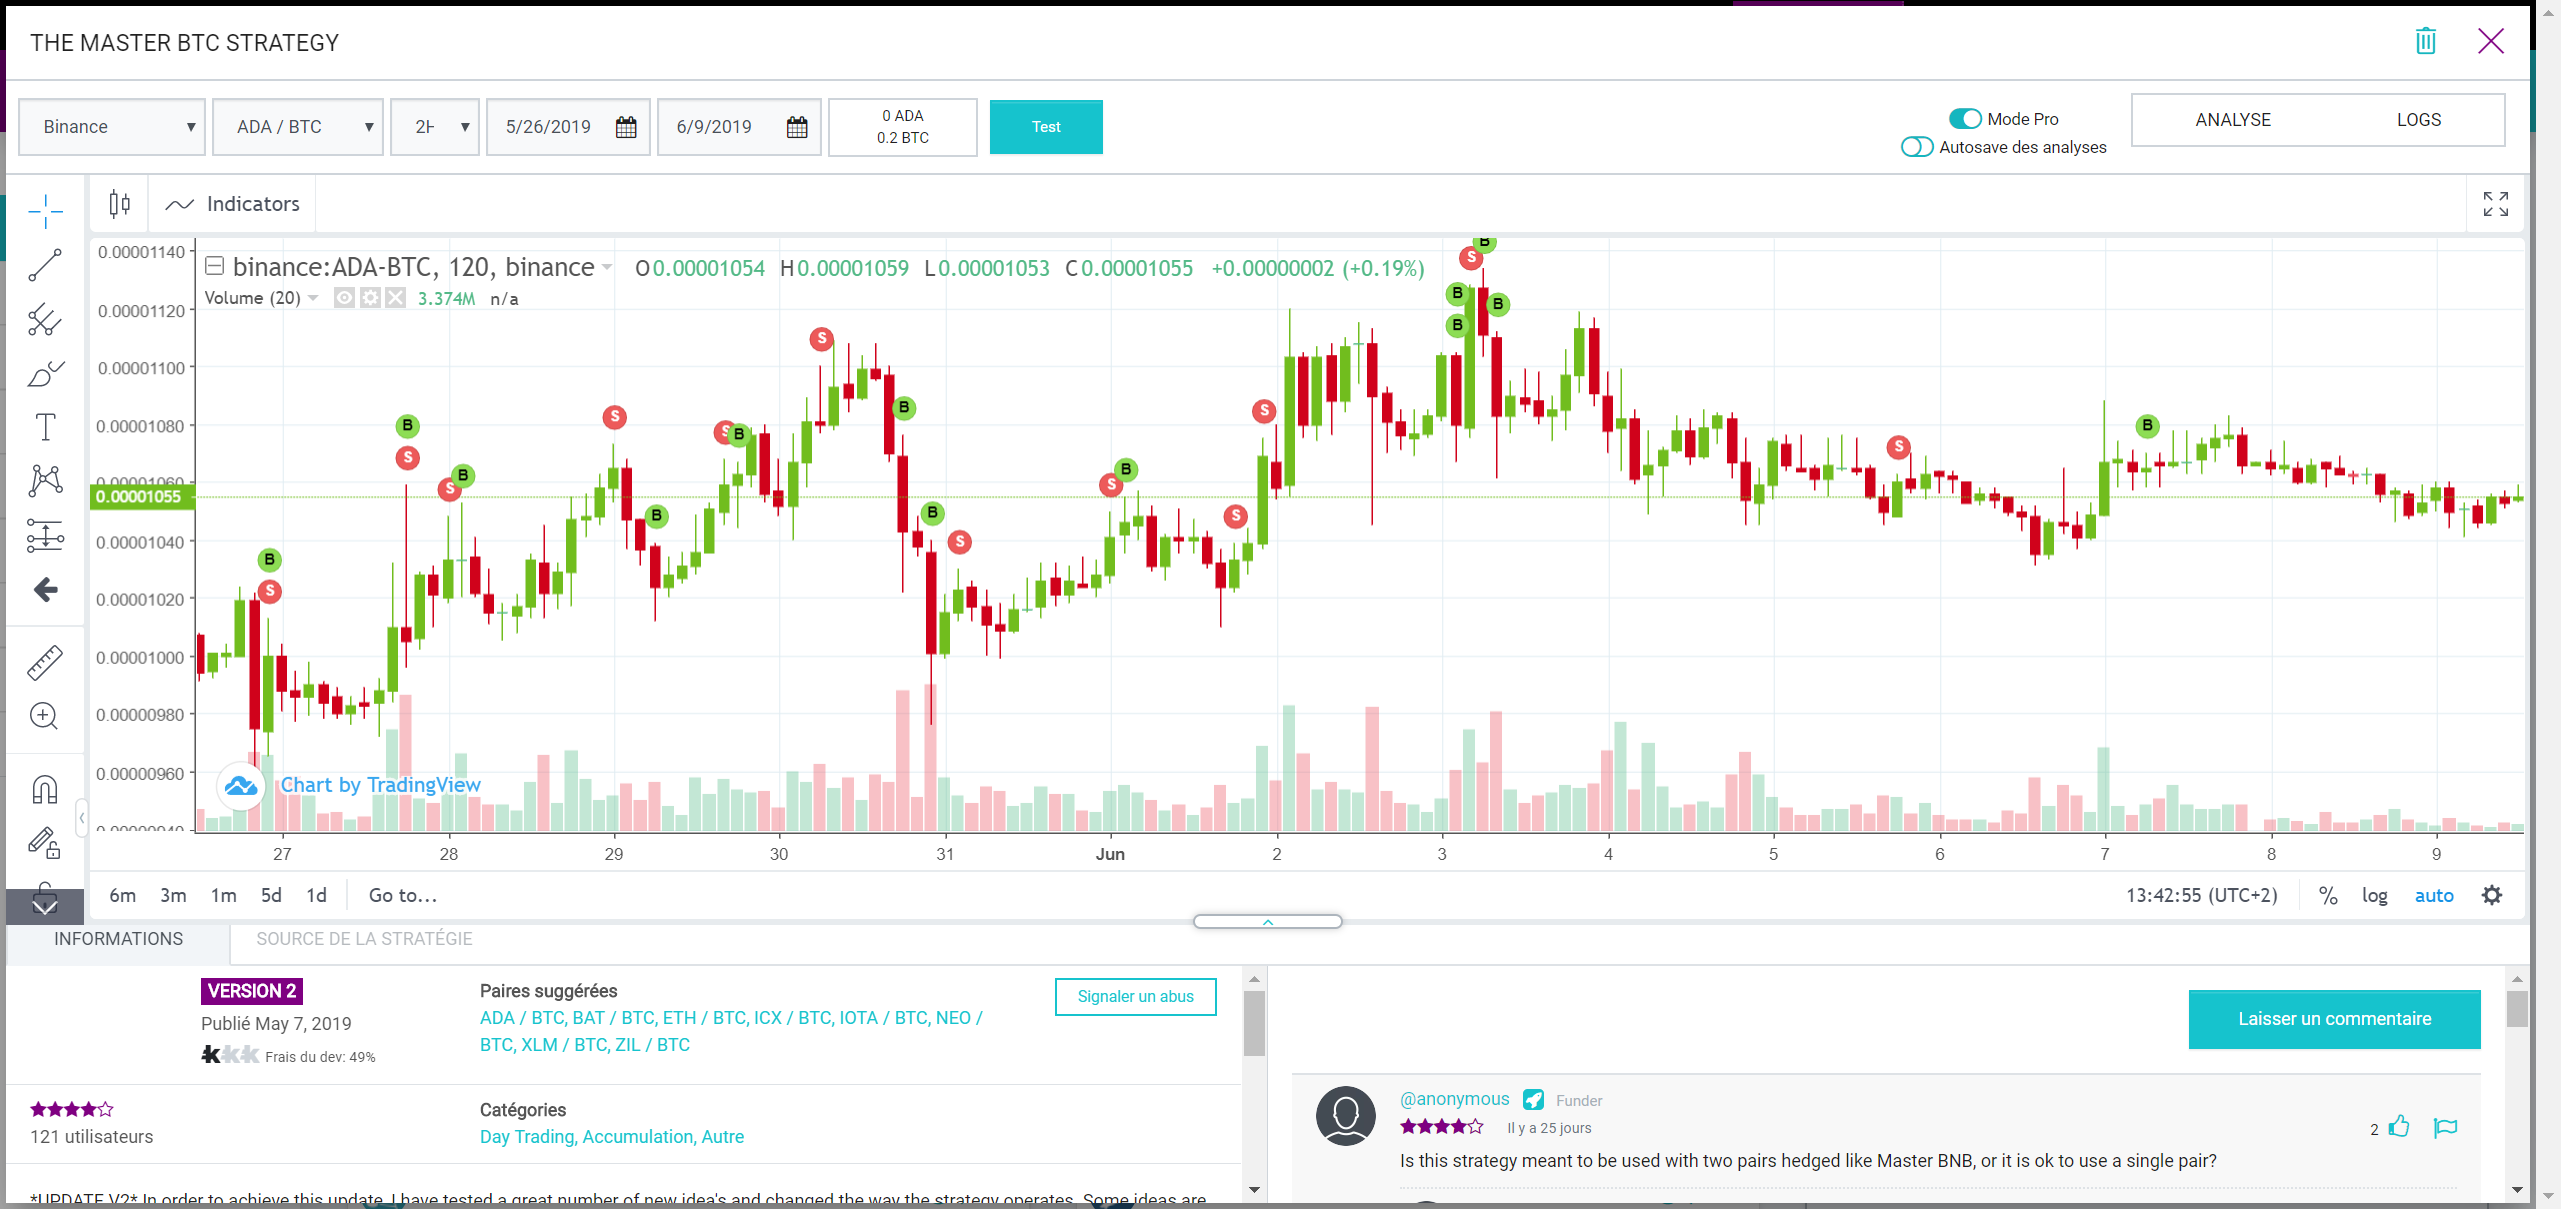 THE MASTER BTC STRATEGY
Binance ADA / BTC 5/26/2019 6/9/2019 0 ADA
0.2 BTC
Test
Mode Pro
Autosave des analyses
ANALYSE LOGS
Indicators
binance:ADA-BTC, 120, binance O0.00001054 H0.00001059 L0.00001053 C0.00001055 +0.00000002 (+0.19%)
Volume (20) 3.374M n/a
0.00001140
0.00001120
0.00001100
0.00001080
0.00001060
0.00001055
0.00001040
0.00001020
0.00001000
0.00000980
0.00000960
B
S
B
S
S
B
S
B
S
B
S
B
B
S
S
B
S
S
B
B
S
B
B
S
B
Chart by TradingView
27 28 29 30 31 Jun 2 3 4 5 6 7 8 9
6m 3m 1m 5d 1d Go to... 13:42:55 (UTC+2) % log auto
INFORMATIONS SOURCE DE LA STRATÉGIE
VERSION 2
Publié May 7, 2019
Frais du dev: 49%
Paires suggérées
ADA / BTC, BAT / BTC, ETH / BTC, ICX / BTC, IOTA / BTC, NEO /
BTC, XLM / BTC, ZIL / BTC
Signaler un abus
121 utilisateurs
Catégories
Day Trading, Accumulation, Autre
*UPDATE V2* In order to achieve this update, I have tested a great number of new idea's and changed the way the strategy operates. Some ideas are
Laisser un commentaire
@anonymous Funder
Il y a 25 jours
2
Is this strategy meant to be used with two pairs hedged like Master BNB, or it is ok to use a single pair?